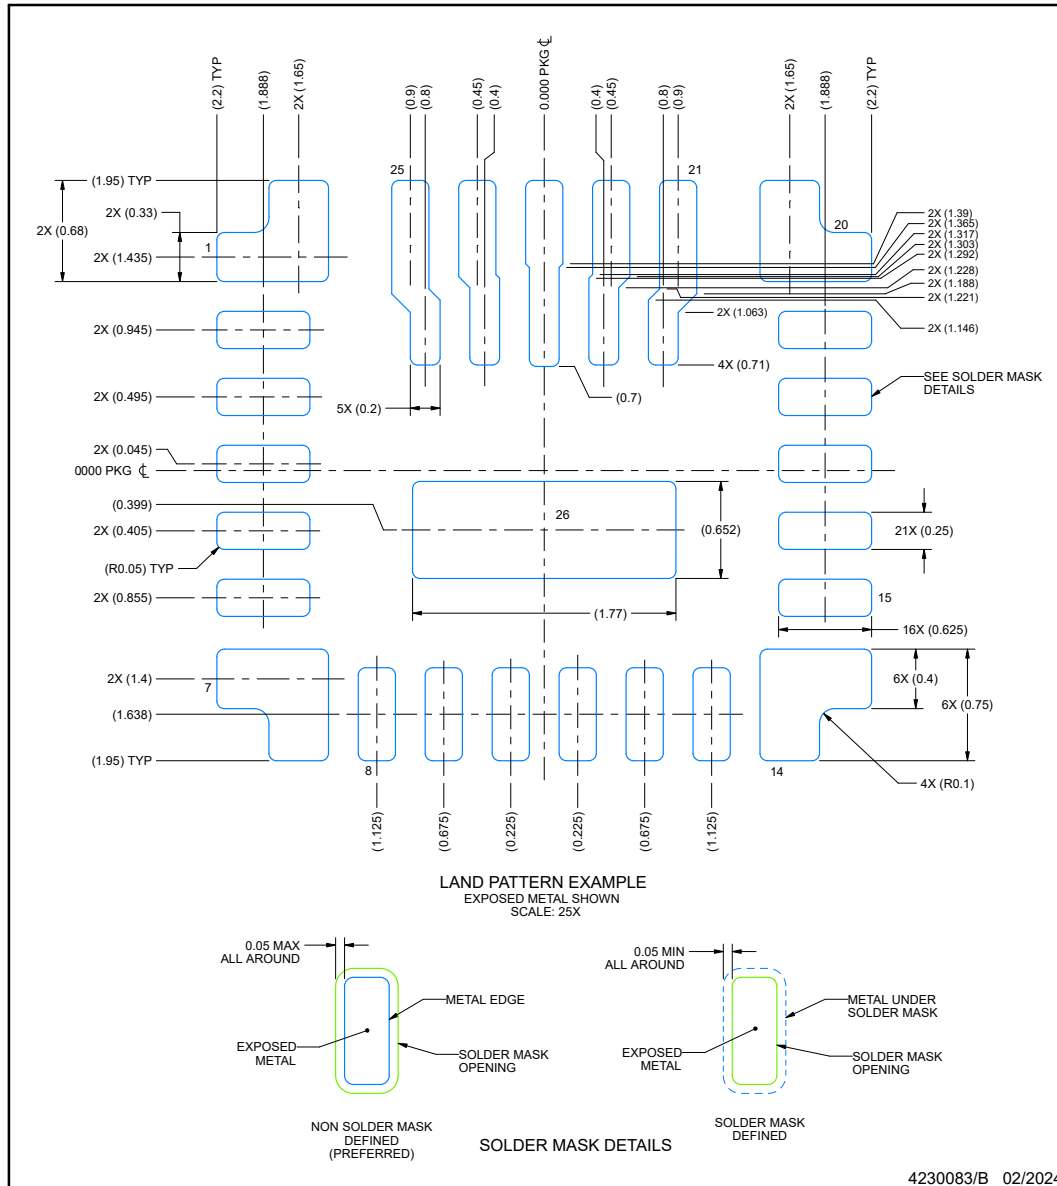 (2.2) TYP
(1.888)
2X (1.65)
(0.9)
(0.8)
(0.45)
(0.4)
0.000 PKG ℄
(0.4)
(0.45)
(0.8)
(0.9)
2X (1.65)
(1.888)
(2.2) TYP
(1.95) TYP
25
21
2X (0.33)
2X (0.68)
1
20
2X (1.435)
2X (1.39)
2X (1.365)
2X (1.317)
2X (1.303)
2X (1.292)
2X (1.228)
2X (1.188)
2X (1.221)
2X (1.063)
2X (1.146)
2X (0.945)
4X (0.71)
SEE SOLDER MASK
DETAILS
2X (0.495)
5X (0.2)
(0.7)
2X (0.045)
0000 PKG ℄
(0.399)
26
(0.652)
2X (0.405)
21X (0.25)
(R0.05) TYP
2X (0.855)
15
(1.77)
16X (0.625)
2X (1.4)
7
6X (0.4)
6X (0.75)
(1.638)
(1.95) TYP
8
14
4X (R0.1)
(1.125)
(0.675)
(0.225)
(0.225)
(0.675)
(1.125)
LAND PATTERN EXAMPLE
EXPOSED METAL SHOWN
SCALE: 25X
0.05 MAX
ALL AROUND
METAL EDGE
EXPOSED
METAL
SOLDER MASK
OPENING
NON SOLDER MASK
DEFINED
(PREFERRED)
0.05 MIN
ALL AROUND
METAL UNDER
SOLDER MASK
EXPOSED
METAL
SOLDER MASK
OPENING
SOLDER MASK
DEFINED
SOLDER MASK DETAILS
4230083/B 02/2024